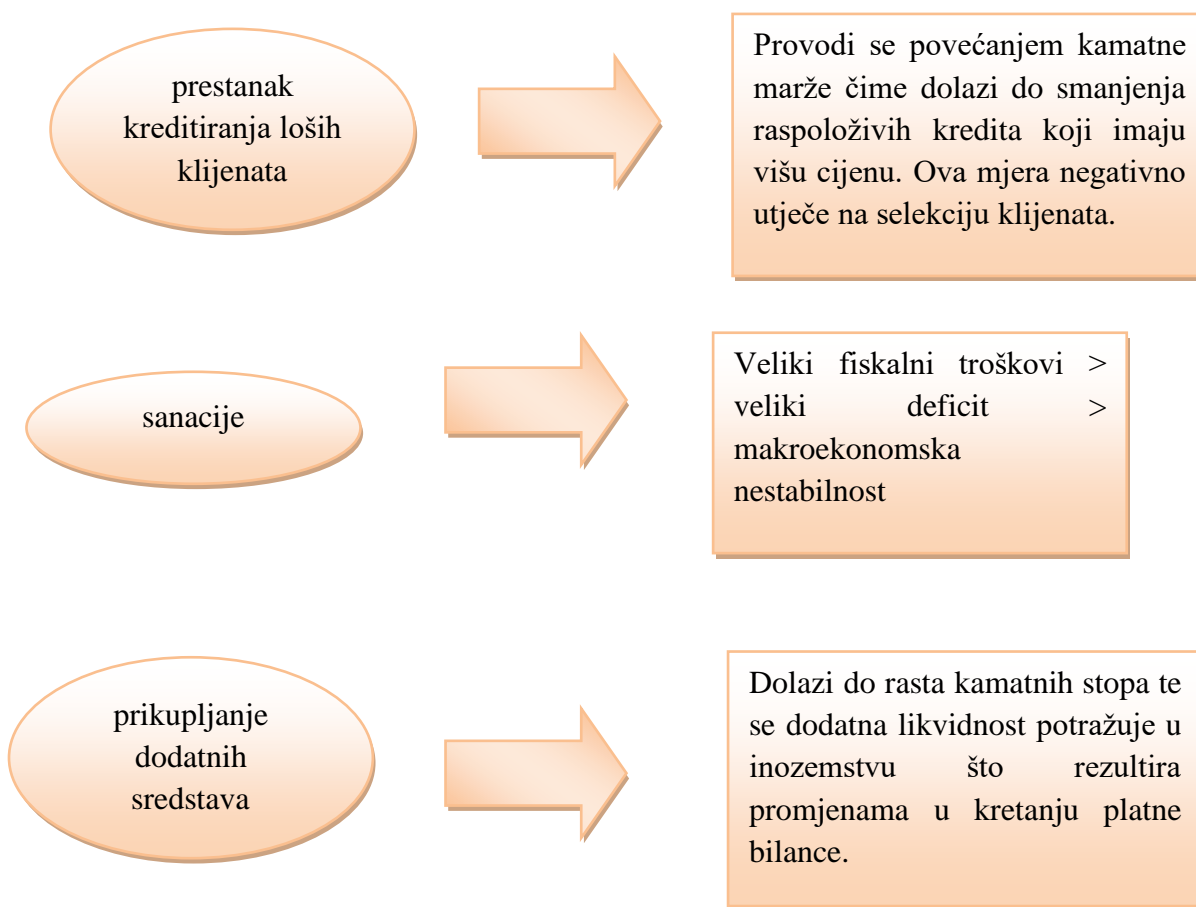 prestanak
kreditiranja loših
klijenata
Provodi se povećanjem kamatne
marže čime dolazi do smanjenja
raspoloživih kredita koji imaju
višu cijenu. Ova mjera negativno
utječe na selekciju klijenata.
sanacije
Veliki fiskalni troškovi >
veliki deficit >
makroekonomska
nestabilnost
prikupljanje
dodatnih
sredstava
Dolazi do rasta kamatnih stopa te
se dodatna likvidnost potražuje u
inozemstvu što rezultira
promjenama u kretanju platne
bilance.